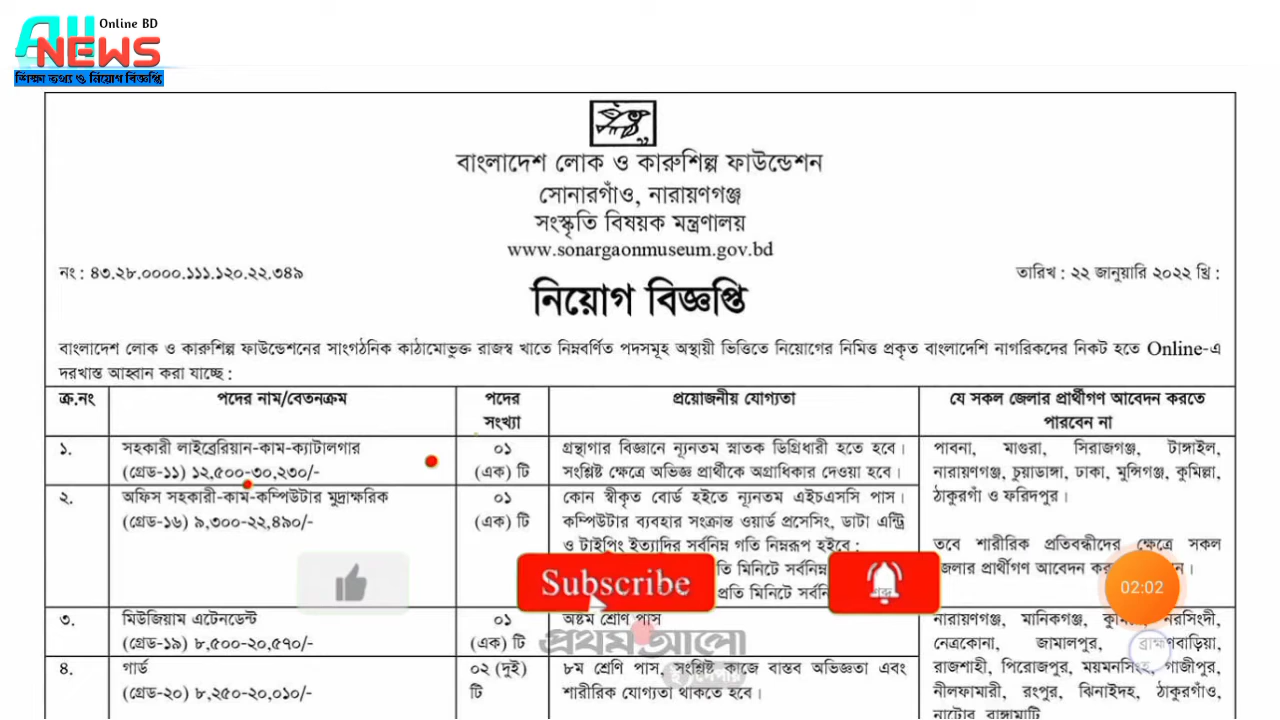 All Online BD
NEWS
শিক্ষা তথ্য ও নিয়োগ বিজ্ঞপ্তি
বাংলাদেশ লোক ও কারুশিল্প ফাউন্ডেশন
সোনারগাঁও, নারায়ণগঞ্জ
সংস্কৃতি বিষয়ক মন্ত্রণালয়
www.sonargaonmuseum.gov.bd
নং : ৪৩.২৮.০০০০.১১১.১২০.২২.৩৪৯ তারিখ : ২২ জানুয়ারি ২০২২ খ্রি :
নিয়োগ বিজ্ঞপ্তি
বাংলাদেশ লোক ও কারুশিল্প ফাউন্ডেশনের সাংগঠনিক কাঠামোভুক্ত রাজস্ব খাতে নিম্নবর্ণিত পদসমূহ অস্থায়ী ভিত্তিতে নিয়োগের নিমিত্ত প্রকৃত বাংলাদেশি নাগরিকদের নিকট হতে Online-এ
দরখাস্ত আহ্বান করা যাচ্ছে :
ক্র.নং পদের নাম/বেতনক্রম পদের সংখ্যা প্রয়োজনীয় যোগ্যতা যে সকল জেলার প্রার্থীগণ আবেদন করতে
পারবেন না
১. সহকারী লাইব্রেরিয়ান-কাম-ক্যাটালগার ০১ গ্রন্থাগার বিজ্ঞানে ন্যূনতম স্নাতক ডিগ্রিধারী হতে হবে। পাবনা, মাগুরা, সিরাজগঞ্জ, টাঙ্গাইল,
(গ্রেড-১১) ১২,৫০০-৩০,২৩০/- (এক) টি সংশ্লিষ্ট ক্ষেত্রে অভিজ্ঞ প্রার্থীকে অগ্রাধিকার দেওয়া হবে। নারায়ণগঞ্জ, চুয়াডাঙ্গা, ঢাকা, মুন্সিগঞ্জ, কুমিল্লা,
২. অফিস সহকারী-কাম-কম্পিউটার মুদ্রাক্ষরিক ০১ কোন স্বীকৃত বোর্ড হইতে ন্যূনতম এইচএসসি পাস। ঠাকুরগাঁ ও ফরিদপুর।
(গ্রেড-১৬) ৯,৩০০-২২,৪৯০/- (এক) টি কম্পিউটার ব্যবহার সংক্রান্ত ওয়ার্ড প্রসেসিং, ডাটা এন্ট্রি
ও টাইপিং ইত্যাদির সর্বনিম্ন গতি নিম্নরূপ হইবে : তবে শারীরিক প্রতিবন্ধীদের ক্ষেত্রে সকল
মিনিটে সর্বনিম্ন জেলার প্রার্থীগণ আবেদন
Subscribe
প্রতি মিনিটে সর্বনিম্ন শব্দ
02:02
৩. মিউজিয়াম এটেনডেন্ট ০১ অষ্টম শ্রেণি পাস নারায়ণগঞ্জ, মানিকগঞ্জ, নরসিংদী,
(গ্রেড-১৯) ৮,৫০০-২০,৫৭০/- (এক) টি প্রথম আলো নেত্রকোনা, জামালপুর, ব্রাহ্মণবাড়িয়া,
৪. গার্ড ০২ (দুই) ৮ম শ্রেণি পাস, সংশ্লিষ্ট কাজে বাস্তব অভিজ্ঞতা এবং রাজশাহী, পিরোজপুর, ময়মনসিংহ, গাজীপুর,
(গ্রেড-২০) ৮,২৫০-২০,০১০/- টি শারীরিক যোগ্যতা থাকতে হবে। নীলফামারী, রংপুর, ঝিনাইদহ, ঠাকুরগাঁও,
নাটোর, রাঙ্গামাটি